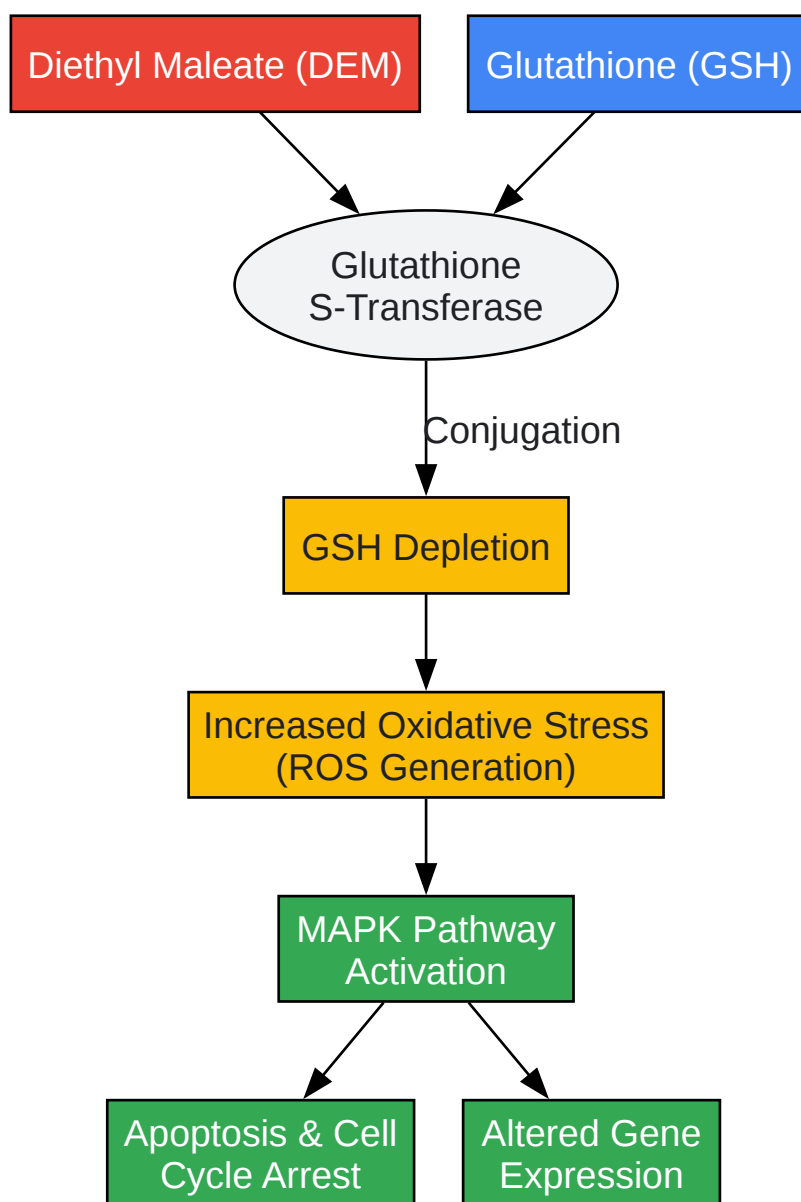 Diethyl Maleate (DEM)
Glutathione (GSH)
Glutathione
S-Transferase
Conjugation
GSH Depletion
Increased Oxidative Stress
(ROS Generation)
MAPK Pathway
Activation
Apoptosis & Cell
Cycle Arrest
Altered Gene
Expression